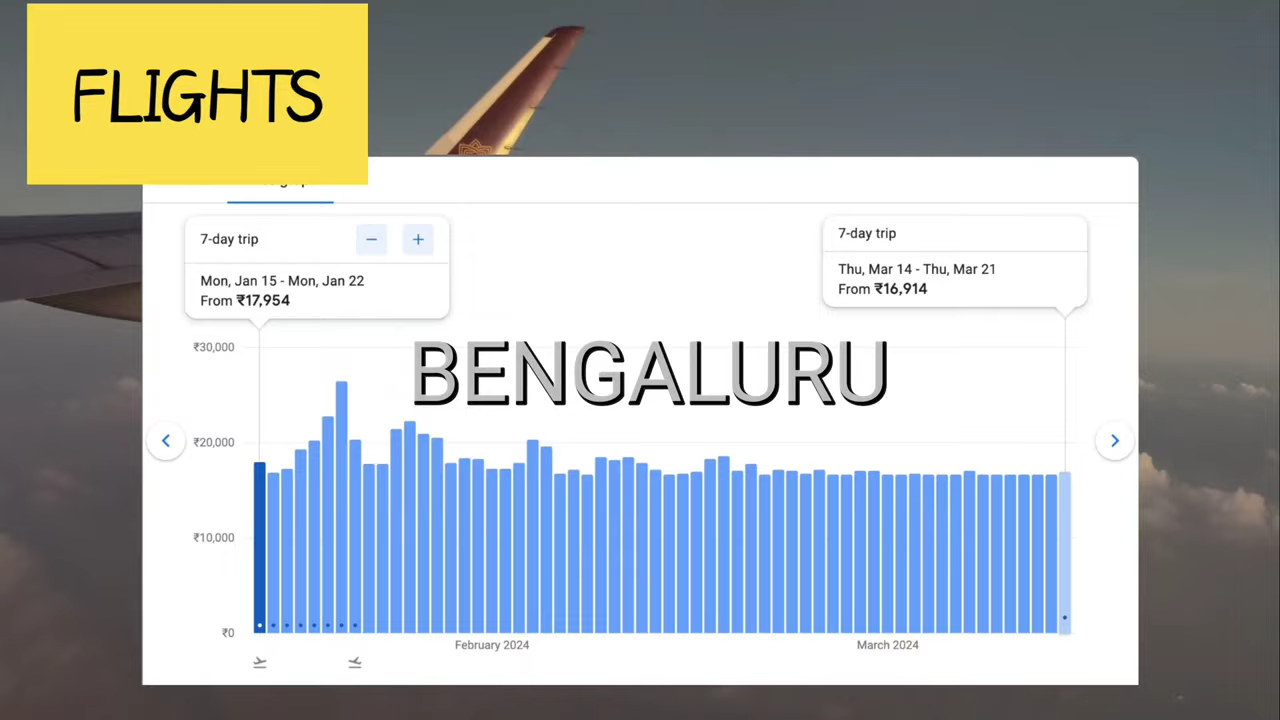 FLIGHTS
7-day trip
Mon, Jan 15 - Mon, Jan 22
From ₹17,954
7-day trip
Thu, Mar 14 - Thu, Mar 21
From ₹16,914
BENGALURU
₹30,000
₹20,000
₹10,000
₹0
February 2024
March 2024